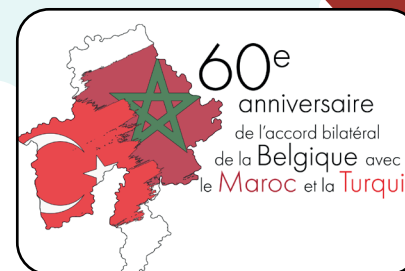 60e
anniversaire
de l'accord bilatéral
de la Belgique avec
le Maroc et la Turqui